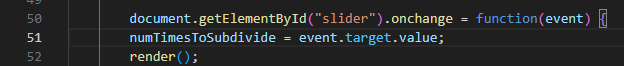 50 document.getElementById("slider").onchange = function(event) {
51 numTimesToSubdivide = event.target.value;
52 render();